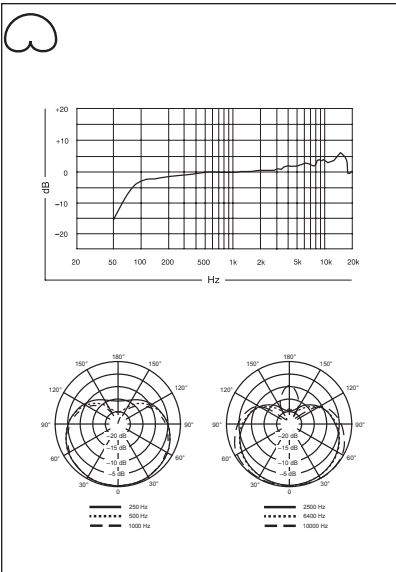 +20
+10
0
–10
–20
dB
20 50 100 200 500 1k 2k 5k 10k 20k
Hz
180°
150° 150°
120° 120°
90° 90°
60° 60°
30° 30°
0
–20 dB
–15 dB
–10 dB
–5 dB
250 Hz
500 Hz
1000 Hz
180°
150° 150°
120° 120°
90° 90°
60° 60°
30° 30°
0
–20 dB
–15 dB
–10 dB
–5 dB
2500 Hz
6400 Hz
10000 Hz